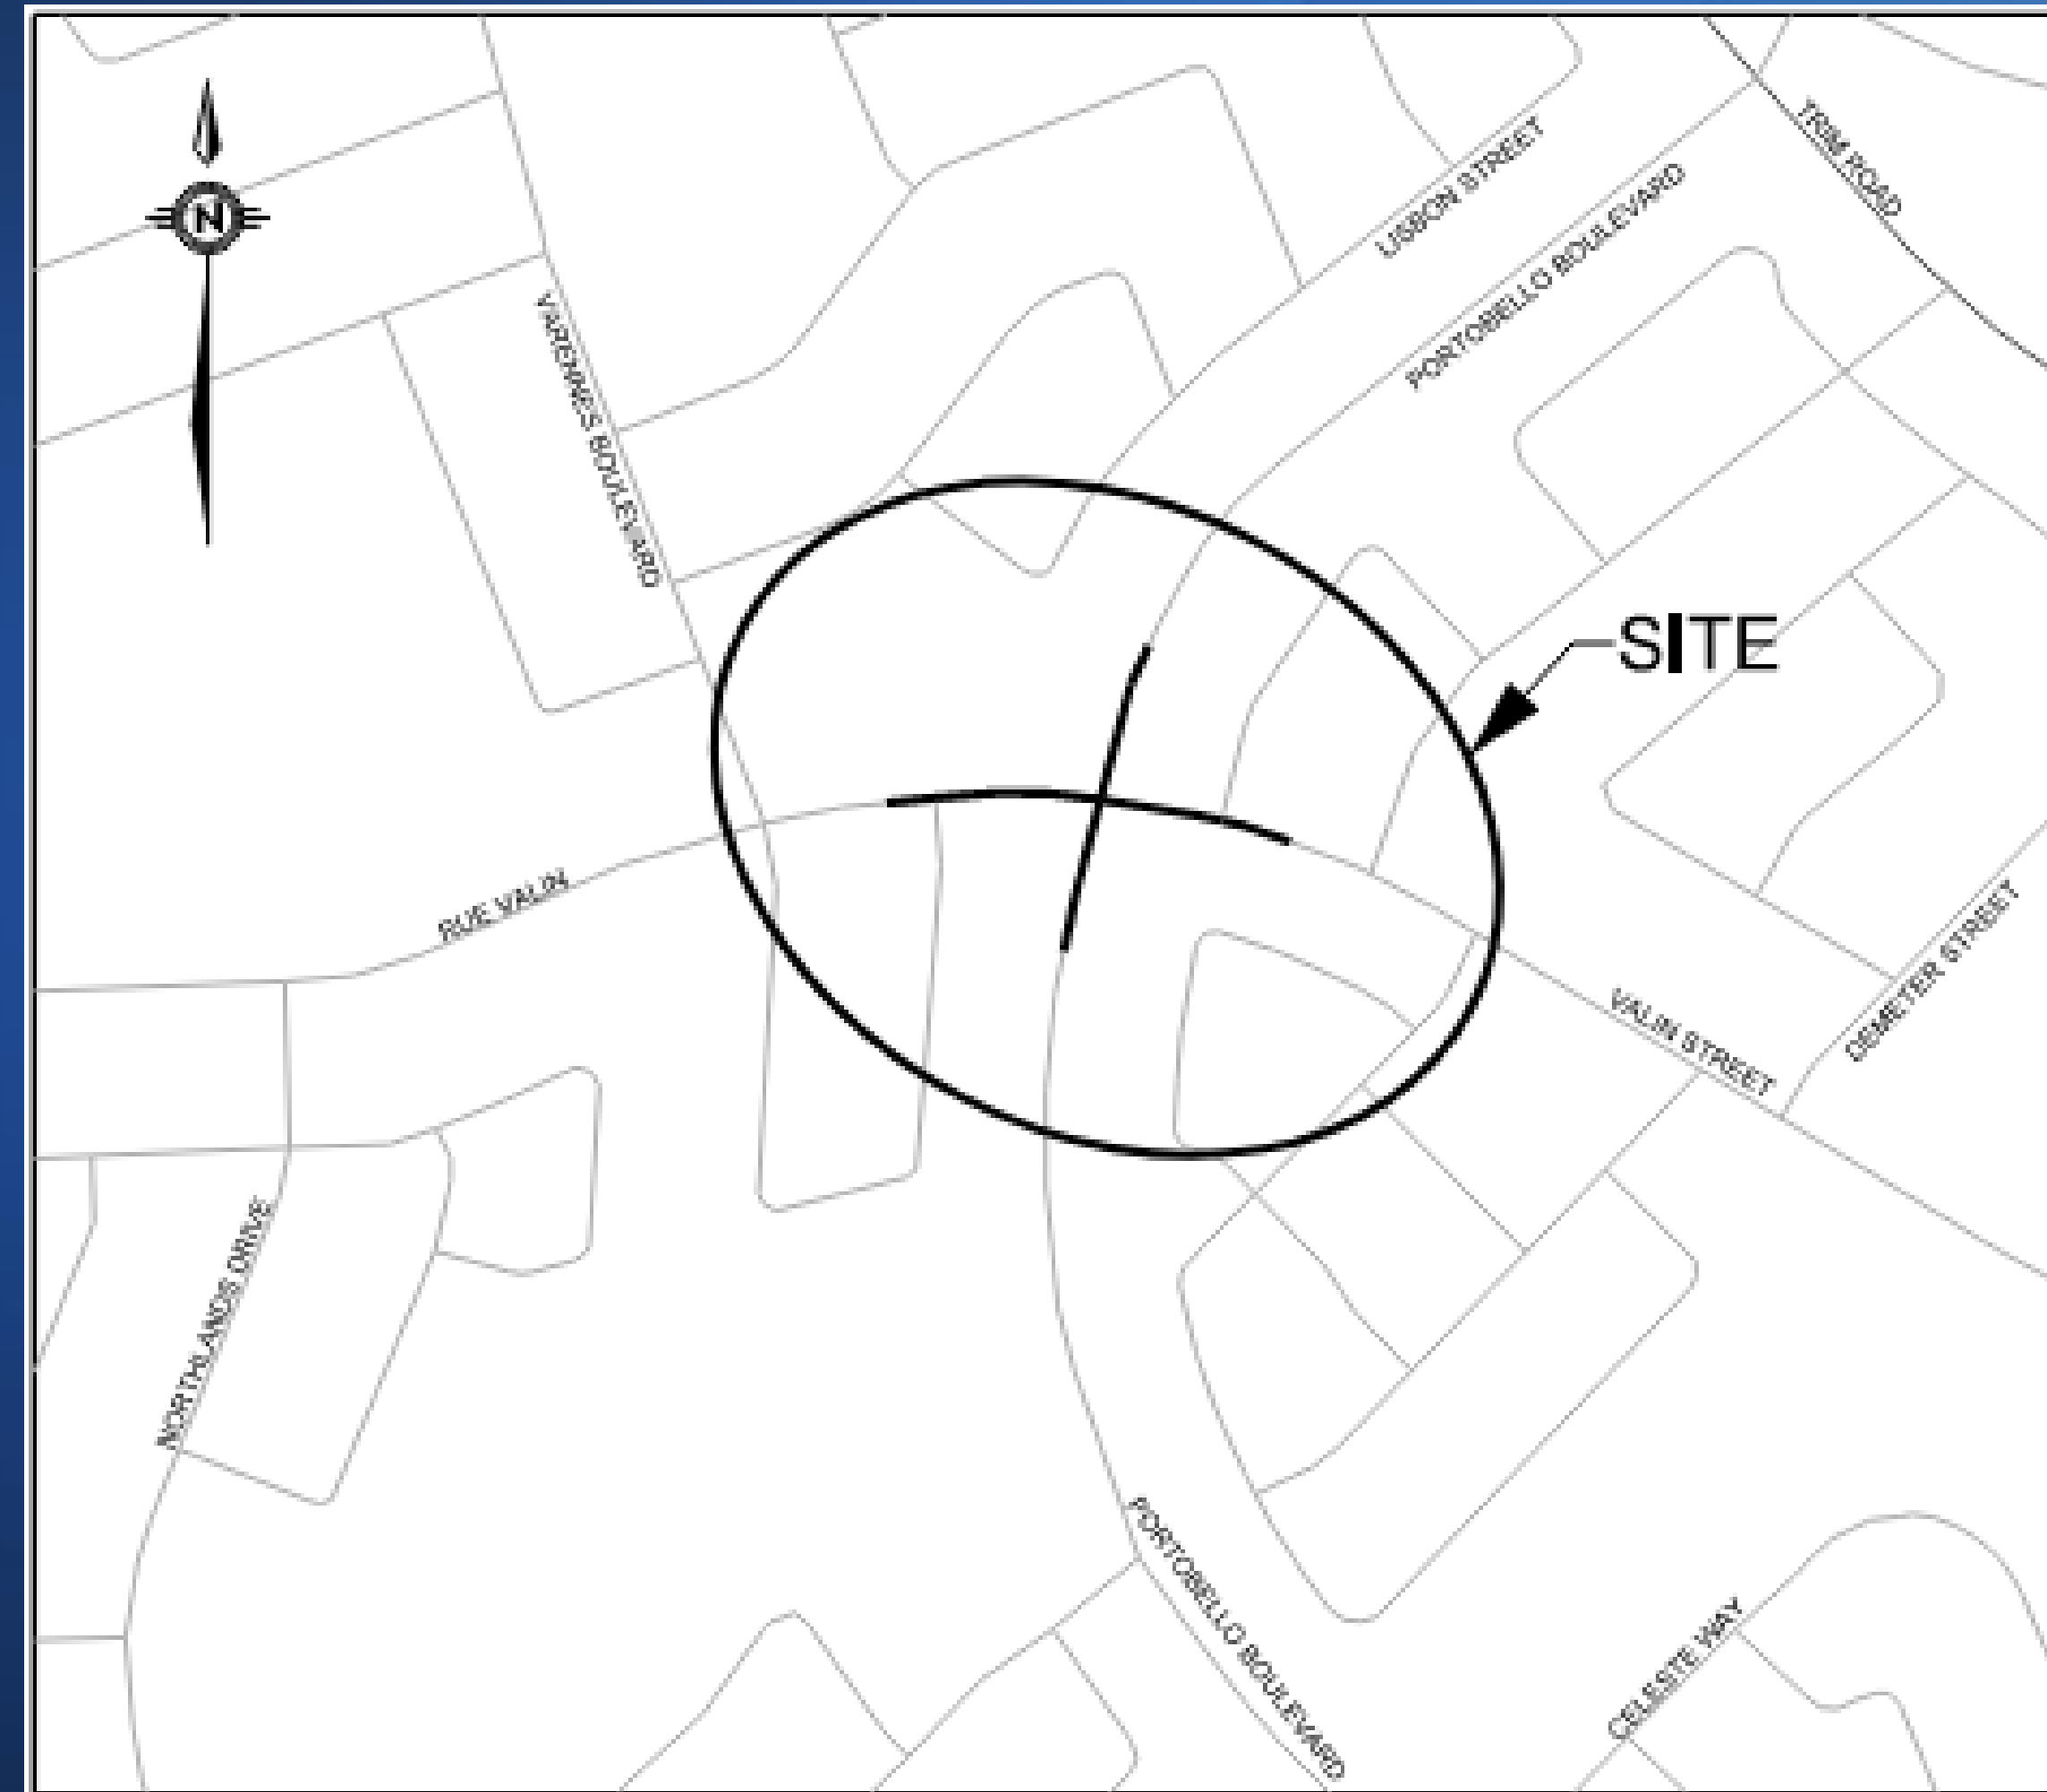 LISBON STREET
TRIM ROAD
PORTOBELLO BOULEVARD
N
VARENNES BOULEVARD
SITE
RUE VALIN
VALIN STREET
DEMETER STREET
NORTHLANDS DRIVE
PORTOBELLO BOULEVARD
CELESTE WAY